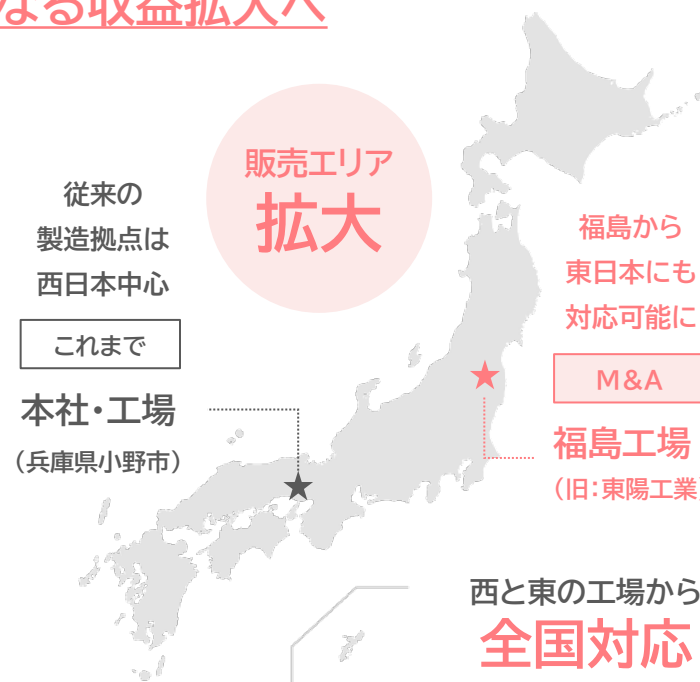 なる収益拡大へ
販売エリア
拡大
従来の
製造拠点は
西日本中心
これまで
本社・工場
（兵庫県小野市）
福島から
東日本にも
対応可能に
M&A
福島工場
（旧：東陽工業）
西と東の工場から
全国対応